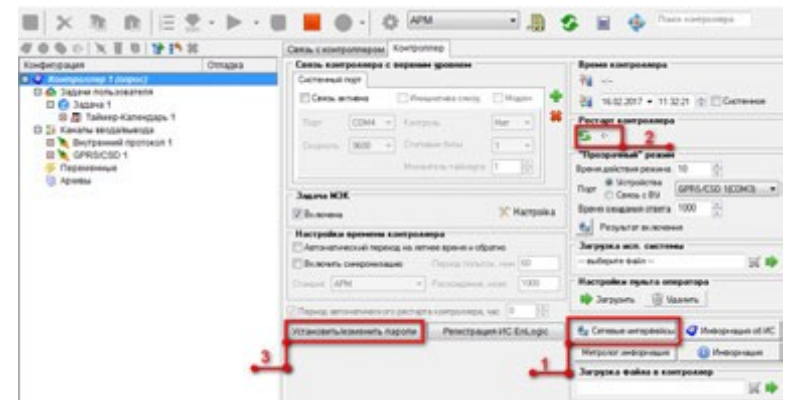 АРМ
Поиск контроллера
Конфигурация
Отладка
Контроллер 1 (опрос)
Задачи пользователя
Задача 1
Таймер-Календарь 1
Каналы ввода/вывода
Внутренний протокол 1
GPRS/CSD 1
Переменные
Архивы
Связь с контроллером
Контроллер
Связь контроллера с верхним уровнем
Системный порт
Связь активна
Модем
Порт
COM4
Контроль
Нет
Скорость
9600
Стоповые биты
1
1
Задача МЭК
Включена
Настройка
Настройки времени контроллера
Автоматический переход на летнее время и обратно
Включить синхронизацию
60
АРМ
1000
Период автоматического рестарта контроллера, час
0
Установить/изменить пароли
Регистрация ИС EnLogic
3
Время контроллера
16.02.2017
11:32:21
Системное
Рестарт контроллера
2
"Прозрачный" режим
Время действия режима
10
Порт
Устройства
Связь с ВУ
GPRS/CSD 1(COM3)
Время ожидания ответа
1000
Результат включения
Загрузка исп. системы
-- выберите файл --
Настройки пульта оператора
Загрузить
Удалить
Сетевые интерфейсы
Информация об ИС
1
Метролог. информация
Информация
Загрузка файла в контроллер